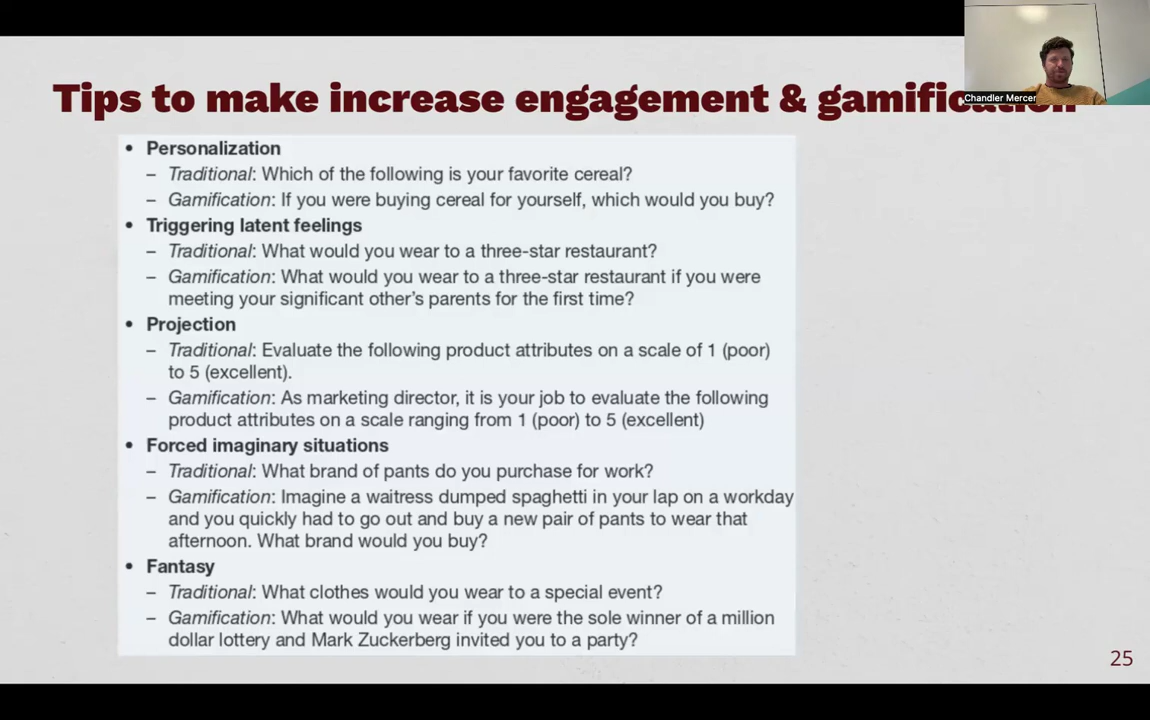 Tips to make increase engagement & gamification
Chandler Mercer
• Personalization
– Traditional: Which of the following is your favorite cereal?
– Gamification: If you were buying cereal for yourself, which would you buy?
• Triggering latent feelings
– Traditional: What would you wear to a three-star restaurant?
– Gamification: What would you wear to a three-star restaurant if you were
meeting your significant other's parents for the first time?
• Projection
– Traditional: Evaluate the following product attributes on a scale of 1 (poor)
to 5 (excellent).
– Gamification: As marketing director, it is your job to evaluate the following
product attributes on a scale ranging from 1 (poor) to 5 (excellent)
• Forced imaginary situations
– Traditional: What brand of pants do you purchase for work?
– Gamification: Imagine a waitress dumped spaghetti in your lap on a workday
and you quickly had to go out and buy a new pair of pants to wear that
afternoon. What brand would you buy?
• Fantasy
– Traditional: What clothes would you wear to a special event?
– Gamification: What would you wear if you were the sole winner of a million
dollar lottery and Mark Zuckerberg invited you to a party?
25